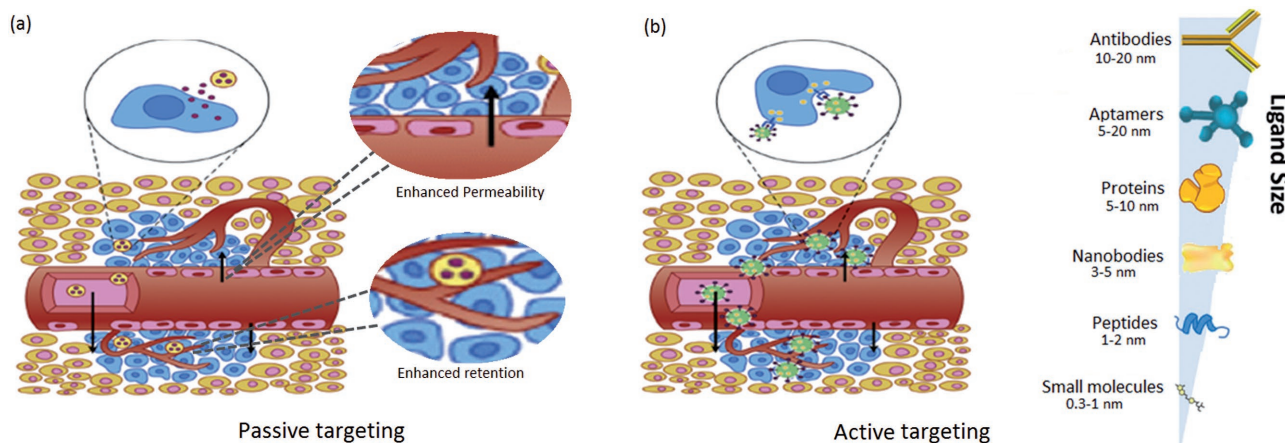 (a)
Enhanced Permeability
Enhanced retention
Passive targeting
(b)
Active targeting
Antibodies
10-20 nm
Aptamers
5-20 nm
Proteins
5-10 nm
Nanobodies
3-5 nm
Peptides
1-2 nm
Small molecules
0.3-1 nm
Ligand Size